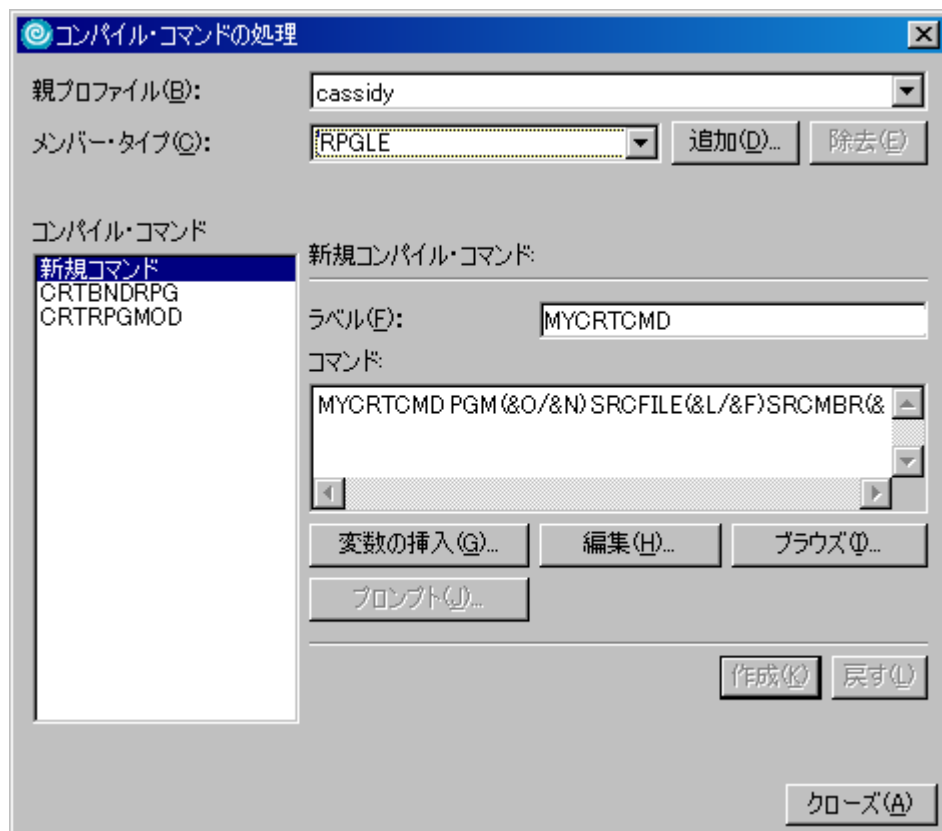 コンパイル・コマンドの処理
親プロファイル(B):
cassidy
メンバー・タイプ(C):
RPGLE
追加(D)...
除去(E)
コンパイル・コマンド
新規コマンド
CRTBNDRPG
CRTRPGMOD
新規コンパイル・コマンド:
ラベル(F):
MYCRTCMD
コマンド:
MYCRTCMD PGM(&O/&N) SRCFILE(&L/&F)SRCMBR(&
変数の挿入(G)...
編集(H)...
ブラウズ(I)...
プロンプト(J)...
作成(K)
戻す(L)
クローズ(A)